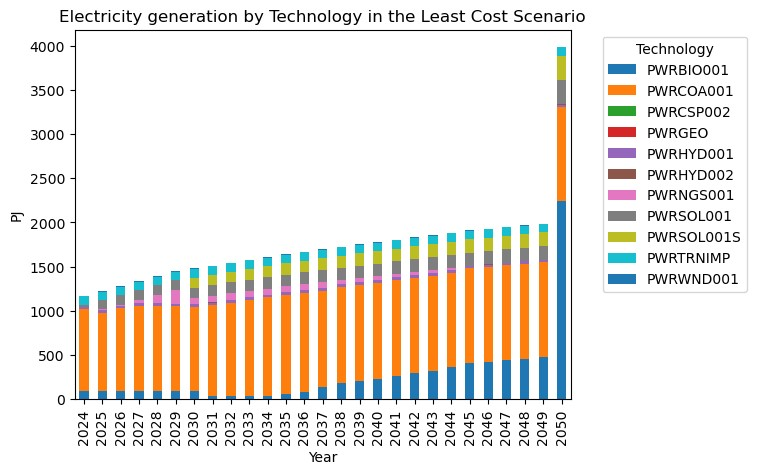 Electricity generation by Technology in the Least Cost Scenario
PJ
4000
3500
3000
2500
2000
1500
1000
500
0
2024
2025
2026
2027
2028
2029
2030
2031
2032
2033
2034
2035
2036
2037
2038
2039
2040
2041
2042
2043
2044
2045
2046
2047
2048
2049
2050
Year
Technology
PWRBIO001
PWRCOA001
PWRCSP002
PWRGEO
PWRHYD001
PWRHYD002
PWRNGS001
PWRSOL001
PWRSOL001S
PWRTRNIMP
PWRWND001